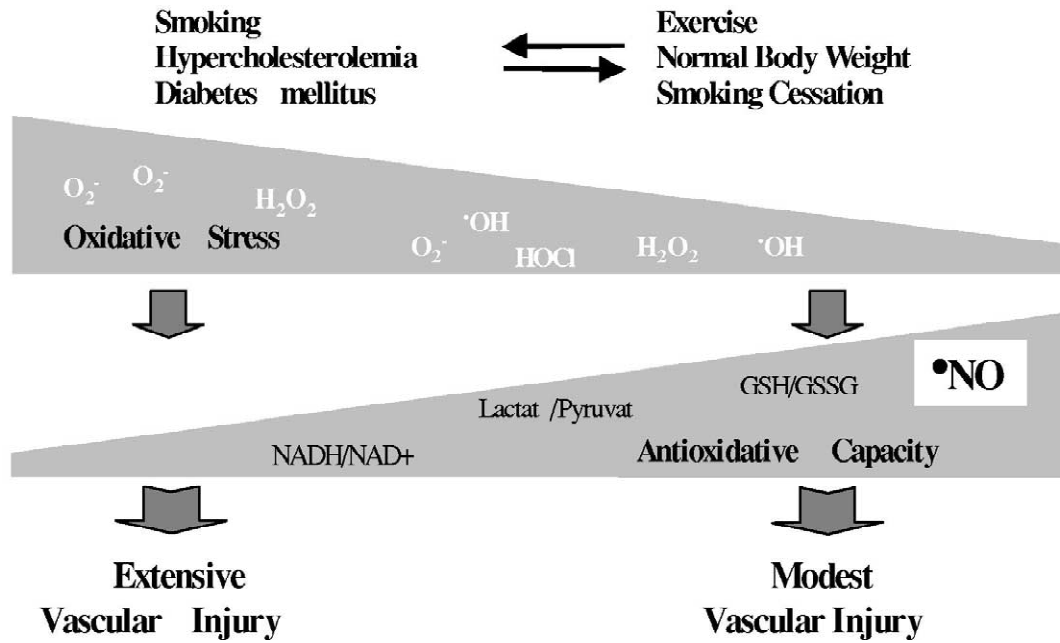 Smoking
Hypercholesterolemia
Diabetes mellitus
Exercise
Normal Body Weight
Smoking Cessation
O₂⁻
O₂⁻
H₂O₂
Oxidative Stress
O₂⁻
·OH
HOCl
H₂O₂
·OH
NADH/NAD+
Lactat /Pyruvat
GSH/GSSG
•NO
Antioxidative Capacity
Extensive
Vascular Injury
Modest
Vascular Injury